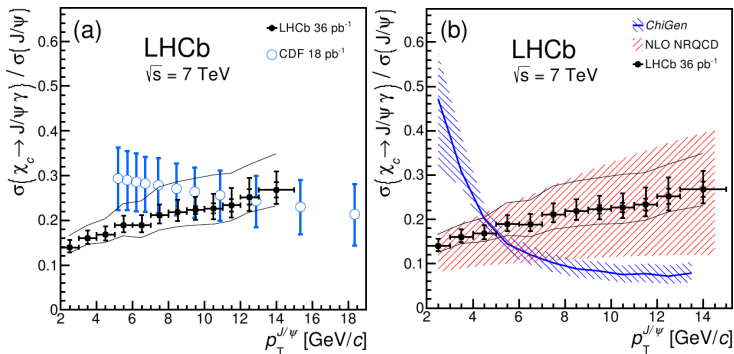 (a)
LHCb
√s = 7 TeV
LHCb 36 pb⁻¹
CDF 18 pb⁻¹
σ(χc → J/ψ γ) / σ(J/ψ)
0.6
0.5
0.4
0.3
0.2
0.1
0
2 4 6 8 10 12 14 16 18
pT^J/ψ [GeV/c]
(b)
LHCb
√s = 7 TeV
ChiGen
NLO NRQCD
LHCb 36 pb⁻¹
σ(χc → J/ψ γ) / σ(J/ψ)
0.6
0.5
0.4
0.3
0.2
0.1
0
2 4 6 8 10 12 14
pT^J/ψ [GeV/c]